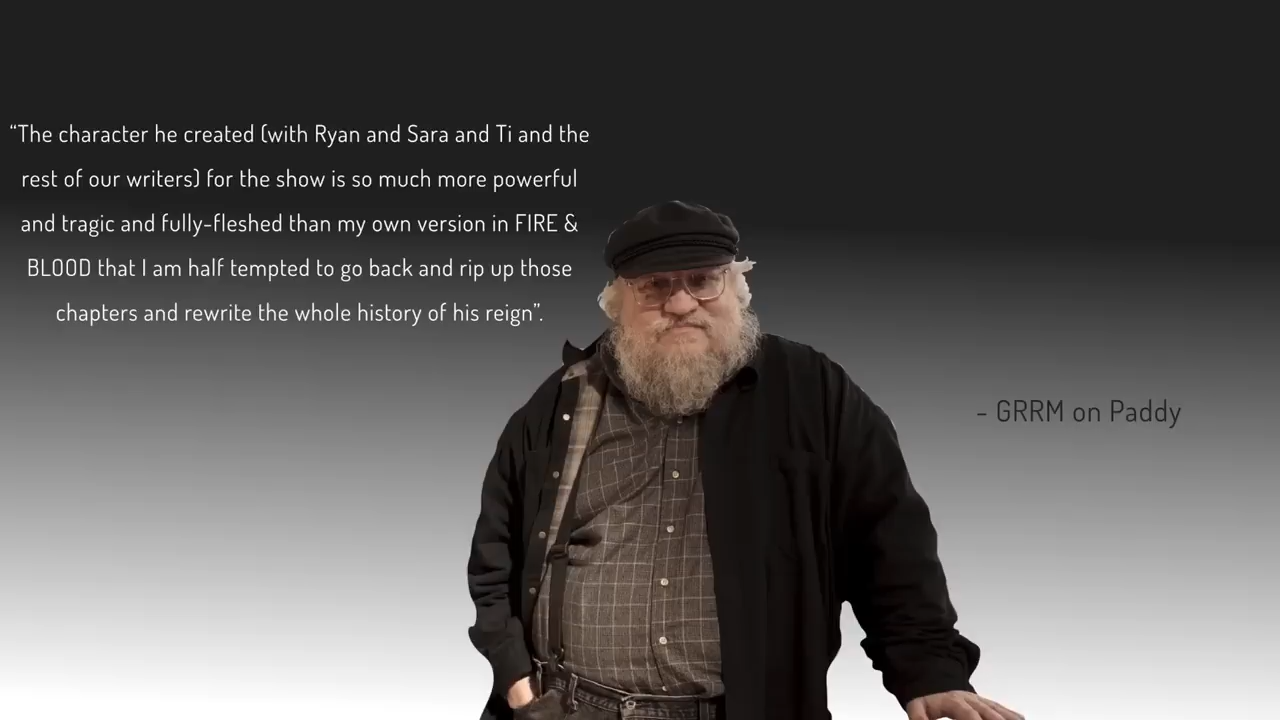 “The character he created (with Ryan and Sara and Ti and the
rest of our writers) for the show is so much more powerful
and tragic and fully-fleshed than my own version in FIRE &
BLOOD that I am half tempted to go back and rip up those
chapters and rewrite the whole history of his reign”.
- GRRM on Paddy